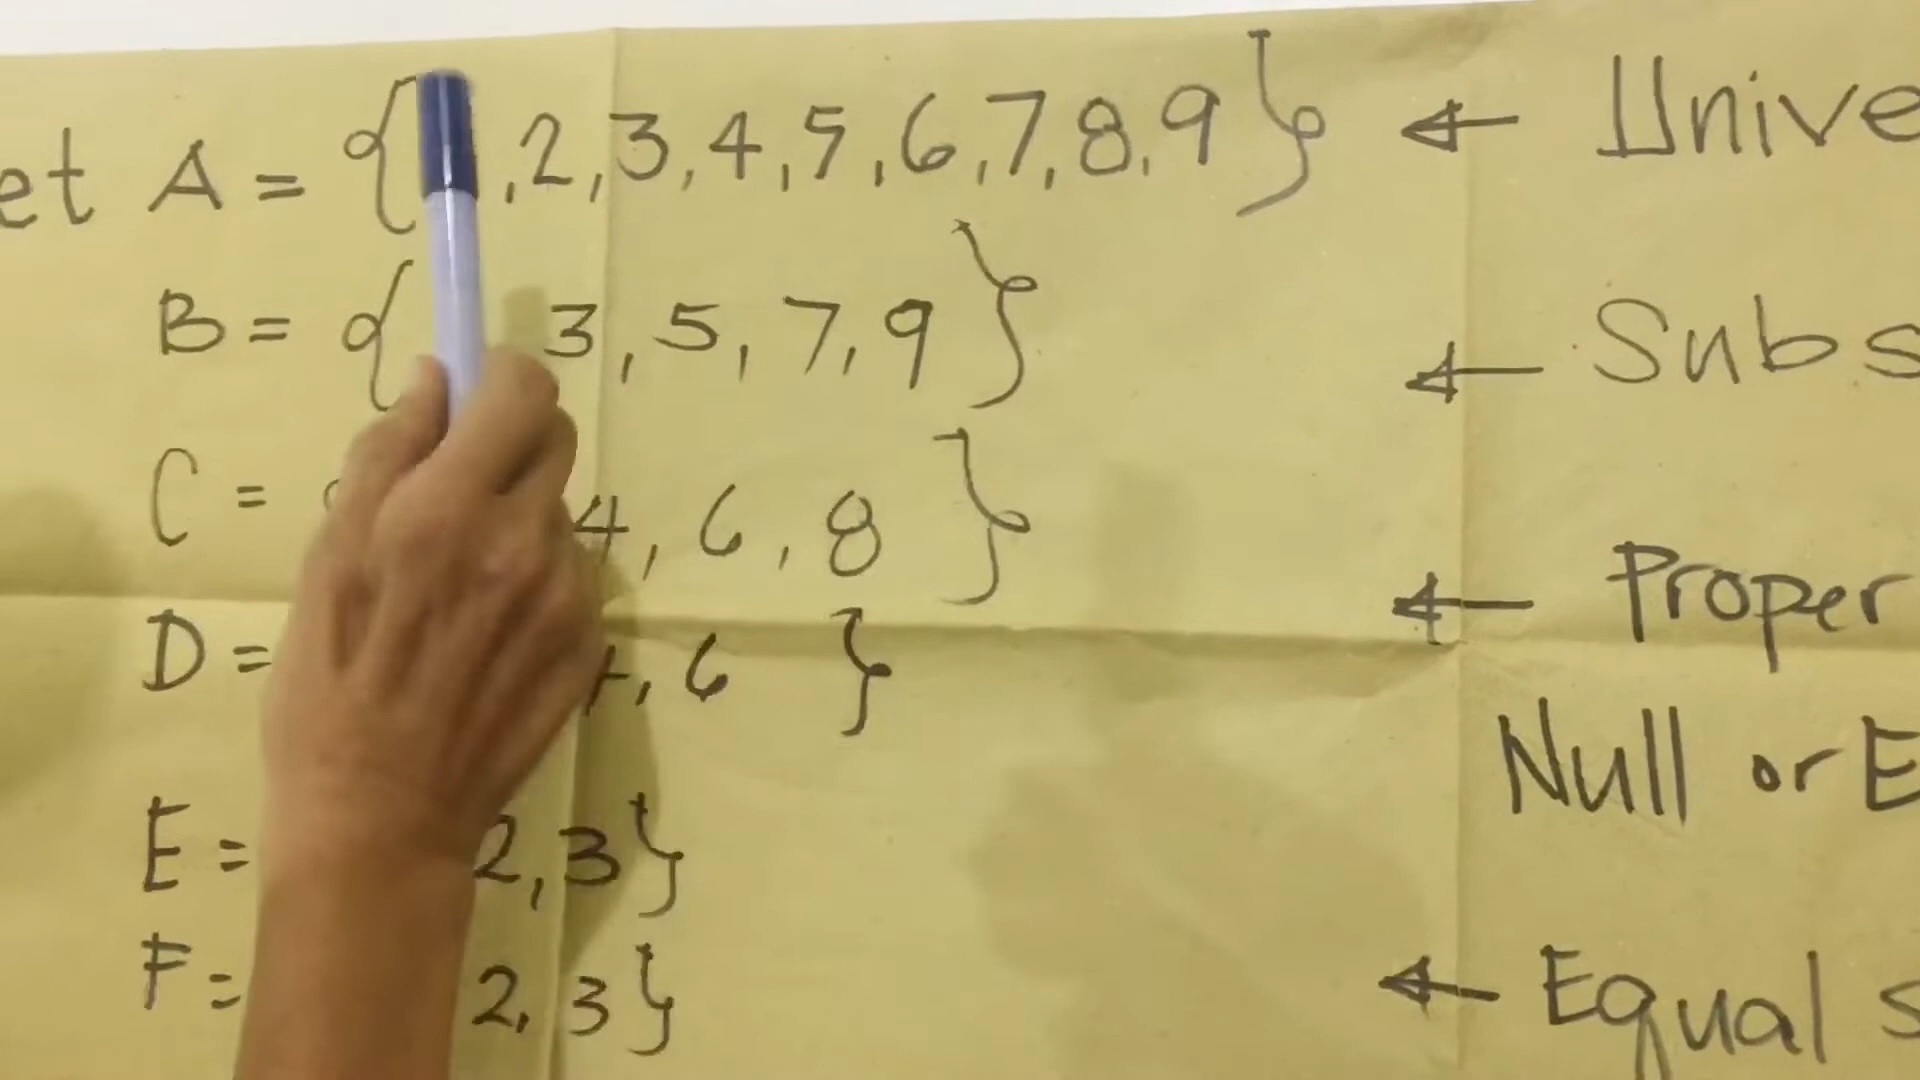 et A = { ,2,3,4,5,6,7,8,9} ← Unive
B = { 3,5,7,9} ← Subs
C = 4,6,8} ← Proper
D = ,6 }
Null or E
E = 2,3}
F = 2,3} ← Equal s